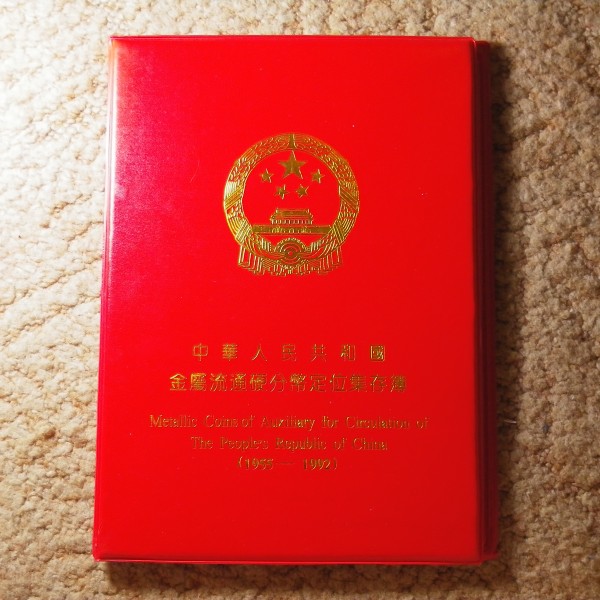 中華人民共和國
金屬流通硬分幣定位集存簿
Metallic Coins of Auxiliary for Circulation of
The People's Republic of China
(1955—1992)